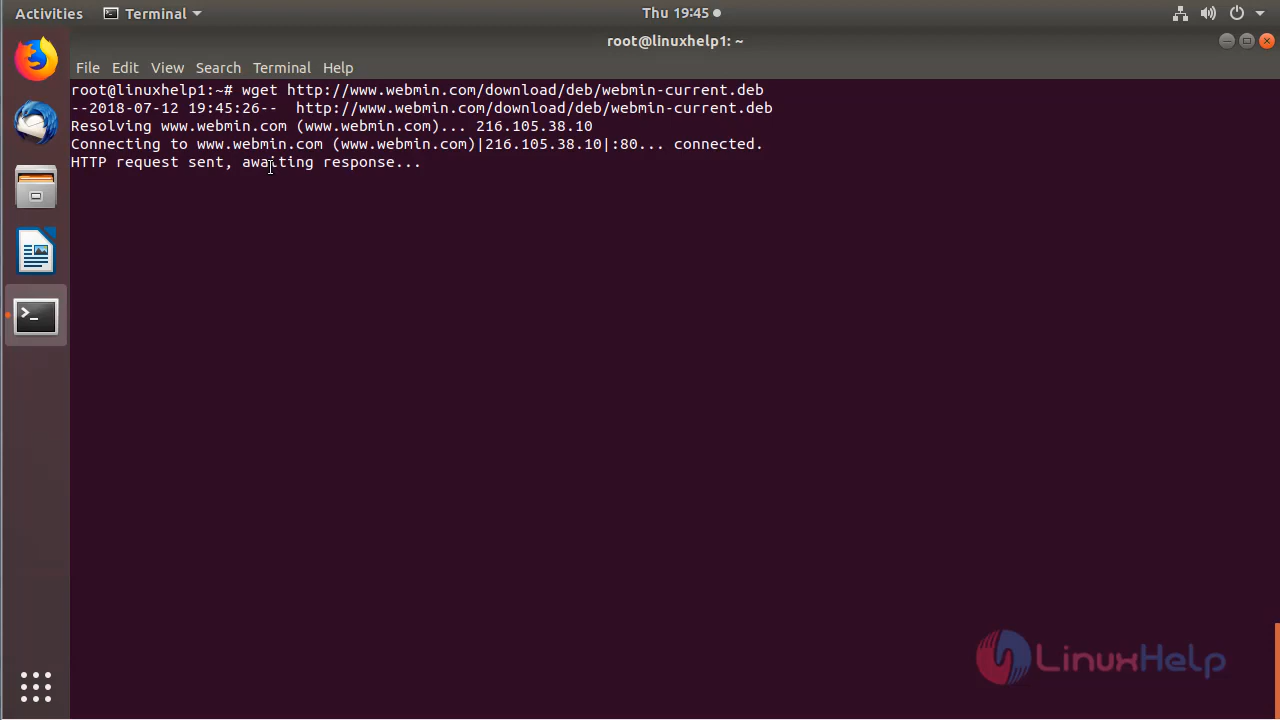 Activities Terminal Thu 19:45
root@linuxhelp1: ~
File Edit View Search Terminal Help
root@linuxhelp1:~# wget http://www.webmin.com/download/deb/webmin-current.deb
--2018-07-12 19:45:26--  http://www.webmin.com/download/deb/webmin-current.deb
Resolving www.webmin.com (www.webmin.com)... 216.105.38.10
Connecting to www.webmin.com (www.webmin.com)|216.105.38.10|:80... connected.
HTTP request sent, awaiting response...
>_
LinuxHelp